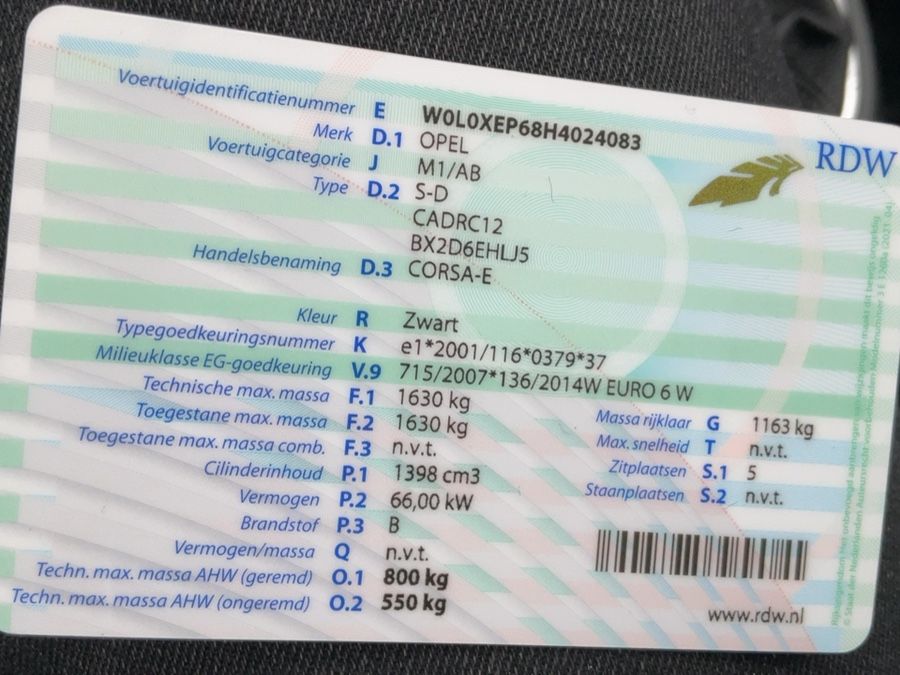 Voertuigidentificatienummer E W0L0XEP68H4024083
Merk D.1 OPEL
RDW
Voertuigcategorie J M1/AB
Type D.2 S-D
CADRC12
BX2D6EHLJ5
Handelsbenaming D.3 CORSA-E
Kleur R Zwart
Typegoedkeuringsnummer K e1*2001/116*0379*37
Milieuklasse EG-goedkeuring V.9 715/2007*136/2014W EURO 6 W
Technische max. massa F.1 1630 kg
Toegestane max. massa F.2 1630 kg
Toegestane max. massa comb. F.3 n.v.t.
Cilinderinhoud P.1 1398 cm3
Vermogen P.2 66,00 kW
Brandstof P.3 B
Vermogen/massa Q n.v.t.
Techn. max. massa AHW (geremd) O.1 800 kg
Techn. max. massa AHW (ongeremd) O.2 550 kg
Massa rijklaar G 1163 kg
Max. snelheid T n.v.t.
Zitplaatsen S.1 5
Staanplaatsen S.2 n.v.t.
www.rdw.nl